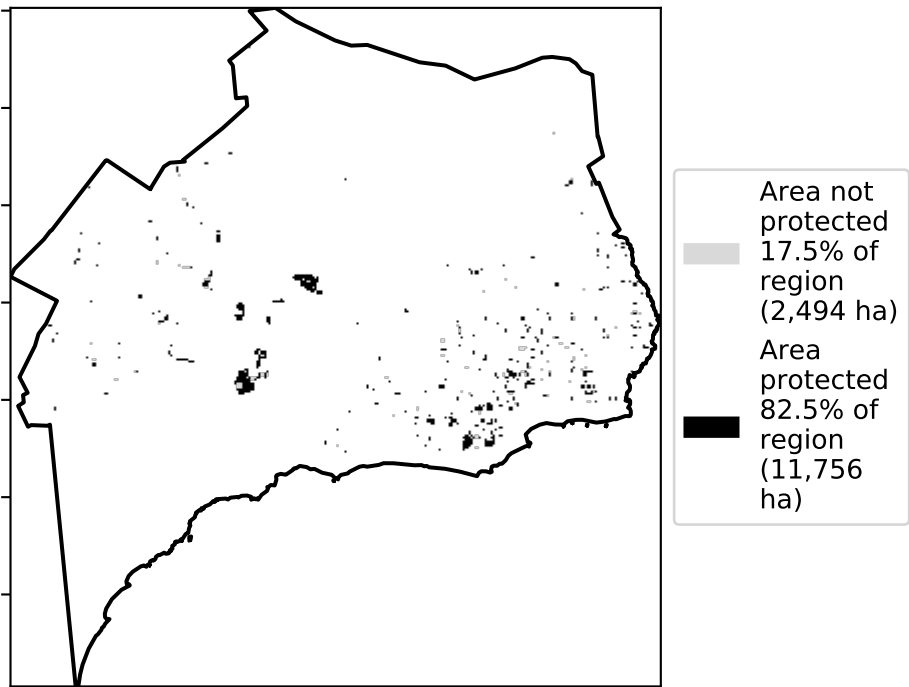 Area not
protected
17.5% of
region
(2,494 ha)
Area
protected
82.5% of
region
(11,756
ha)